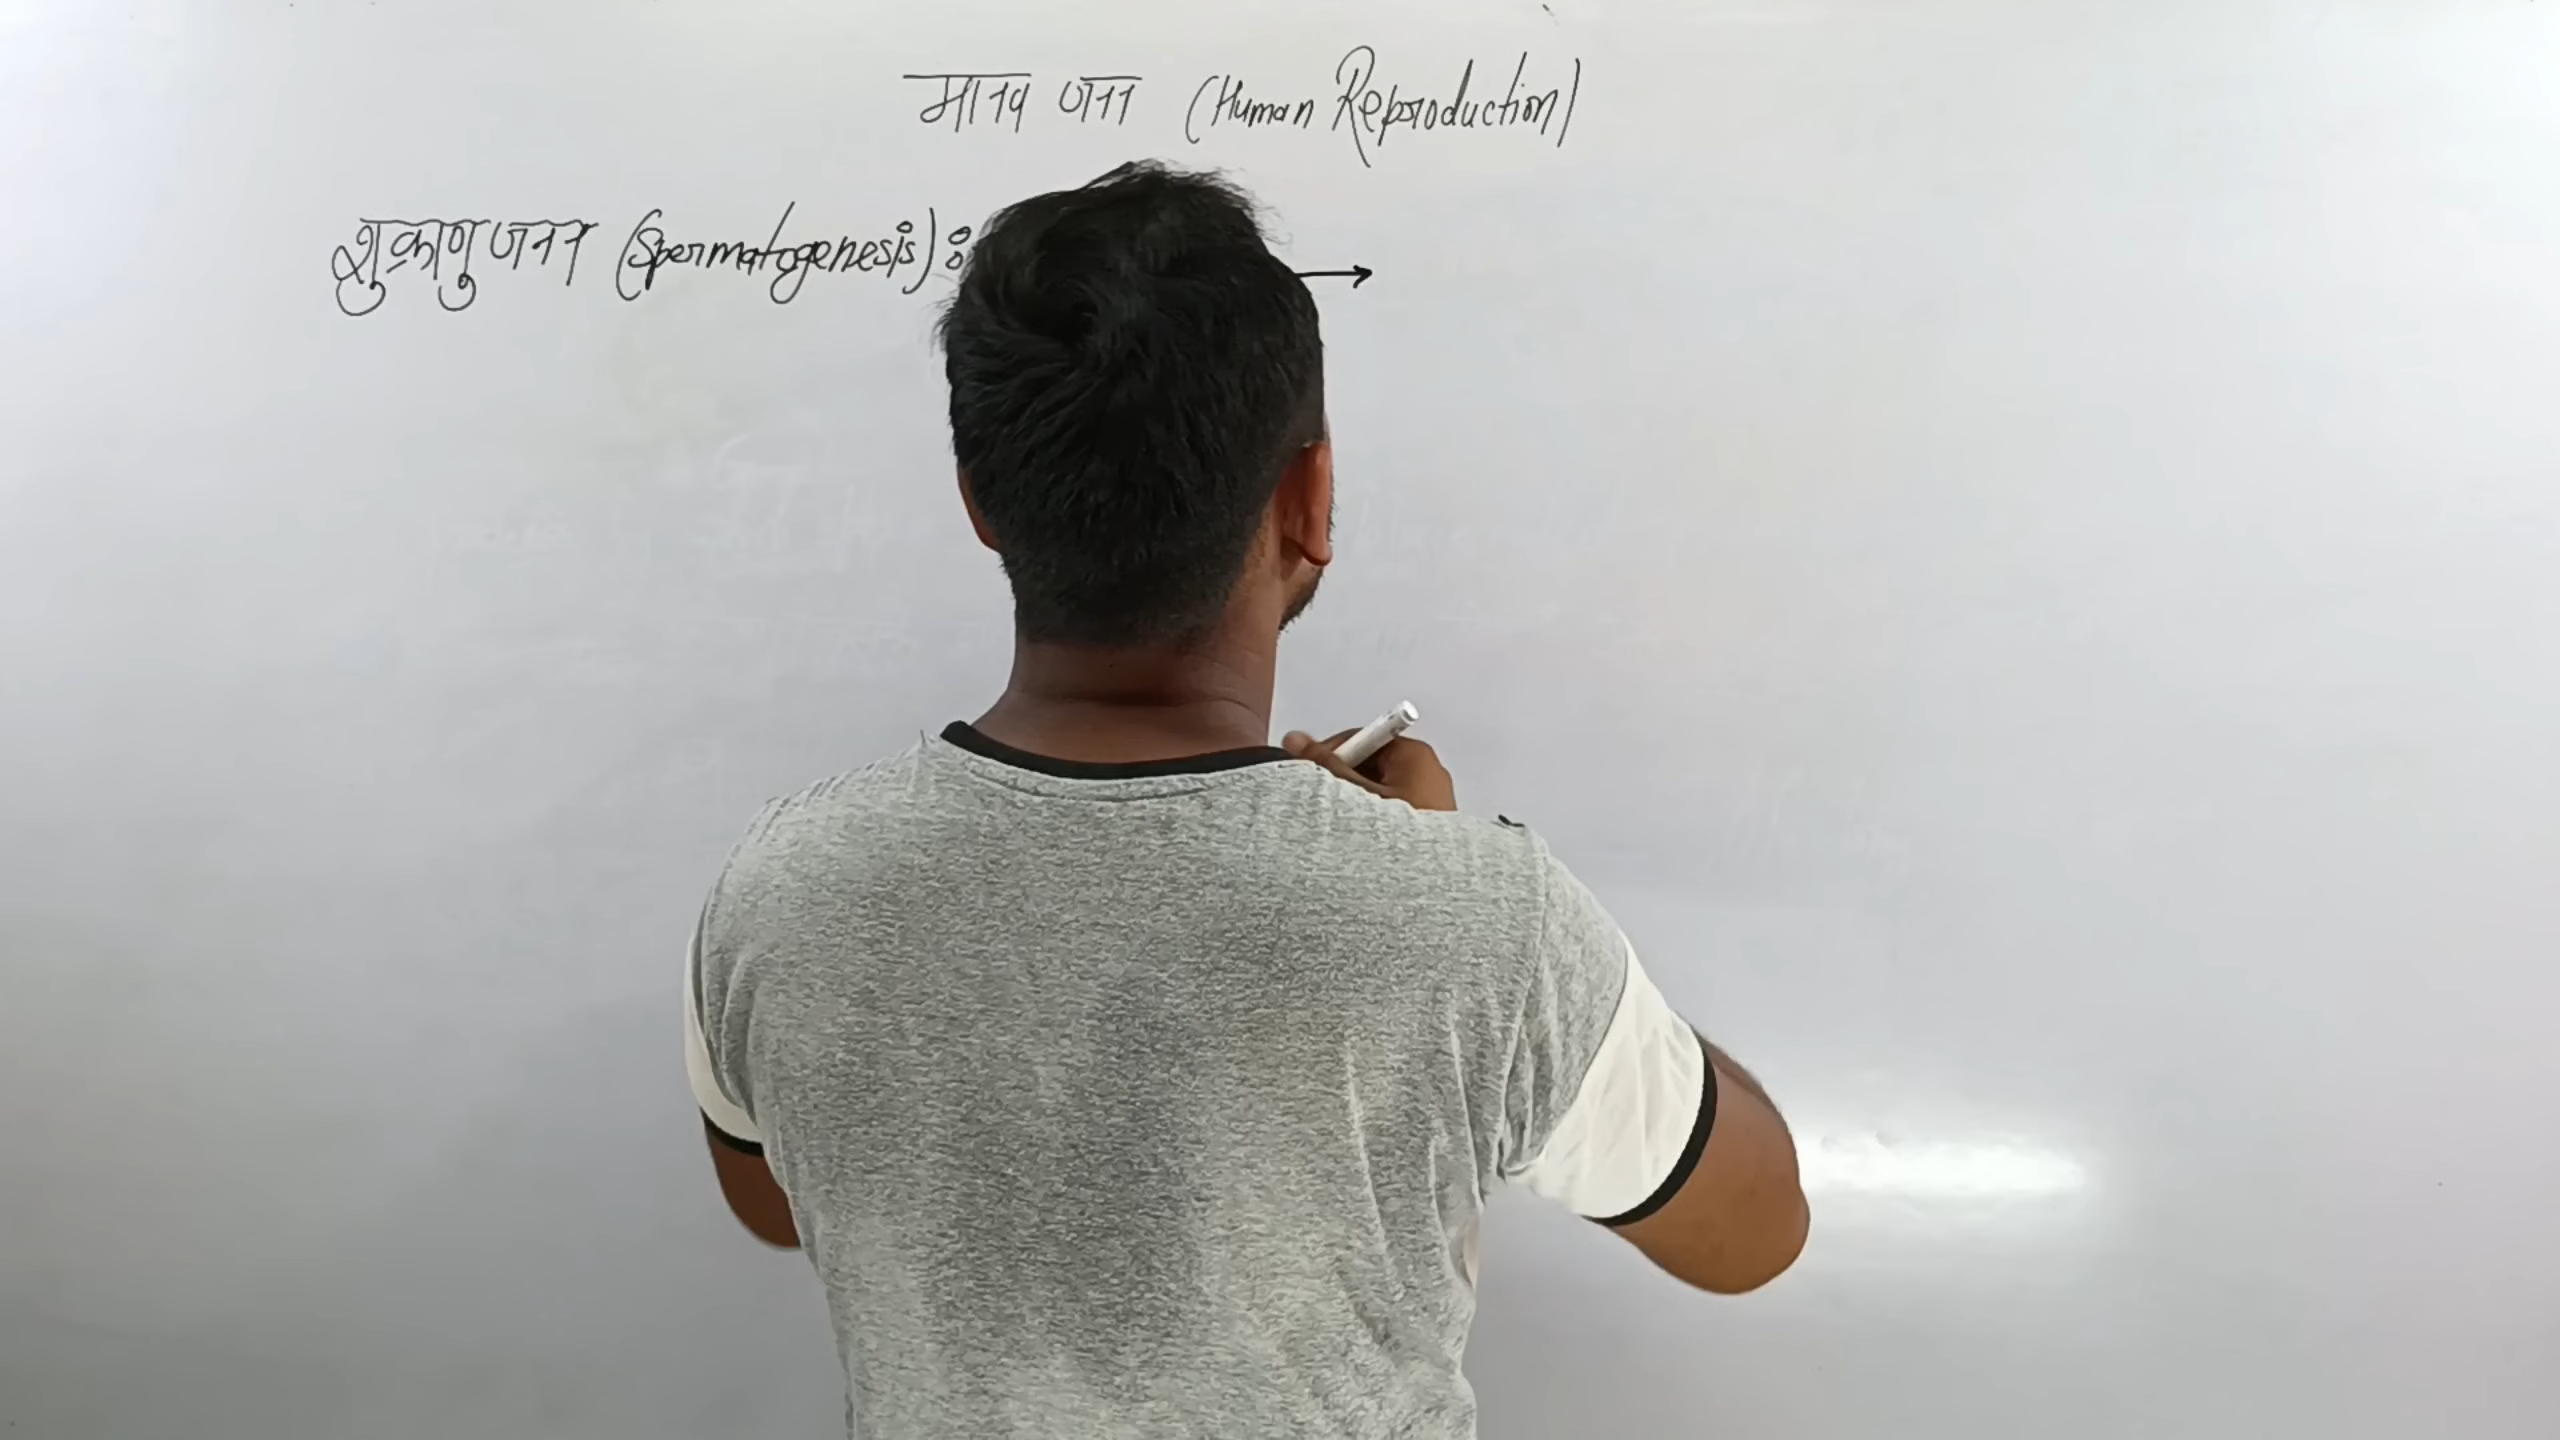 मानव जनन (Human Reproduction)
शुक्राणुजनन (Spermatogenesis) :